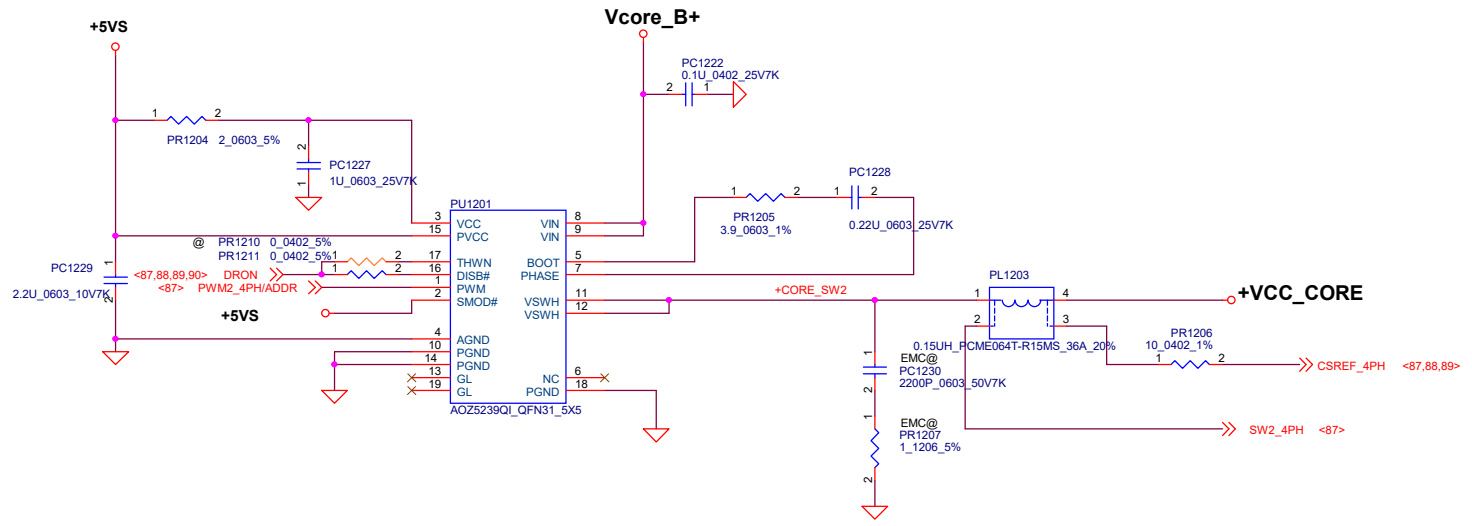 +5VS
Vcore_B+
PC1222
0.1U_0402_25V7K
2
1
1
2
PR1204 2_0603_5%
2
PC1227
1U_0603_25V7K
1
PC1228
1
2
1
2
PR1205
3.9_0603_1%
0.22U_0603_25V7K
PU1201
3
VCC
VIN
8
15
PVCC
VIN
9
@ PR1210 0_0402_5%
PR1211 0_0402_5%
1
2
17
THWN
BOOT
5
1
2
16
DISB#
PHASE
7
<87,88,89,90> DRON
<87> PWM2_4PH/ADDR
1
PWM
2
SMOD#
VSWH
11
VSWH
12
+5VS
1
PC1229
2.2U_0603_10V7K
2
4
AGND
10
PGND
14
PGND
13
GL
NC
6
19
GL
PGND
18
AOZ5239QI_QFN31_5X5
+CORE_SW2
PL1203
1
4
+VCC_CORE
2
3
0.15UH_PCME064T-R15MS_36A_20%
PR1206
10_0402_1%
1
2
CSREF_4PH <87,88,89>
1
EMC@
PC1230
2200P_0603_50V7K
2
1
EMC@
PR1207
1_1206_5%
2
SW2_4PH <87>